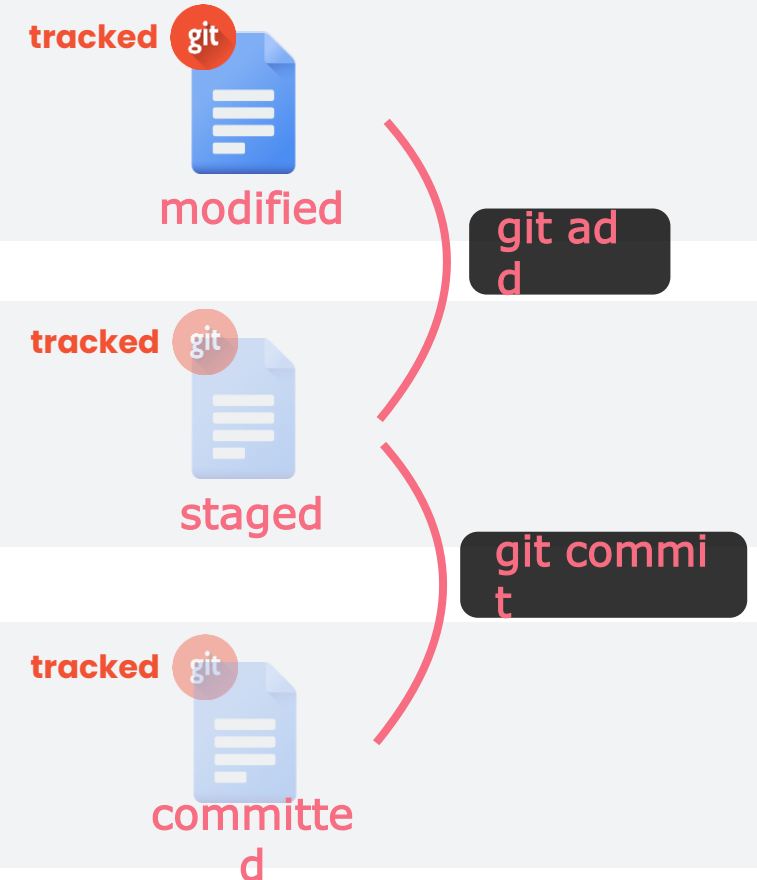 tracked git
modified
git ad
d
tracked git
staged
git commi
t
tracked git
committe
d